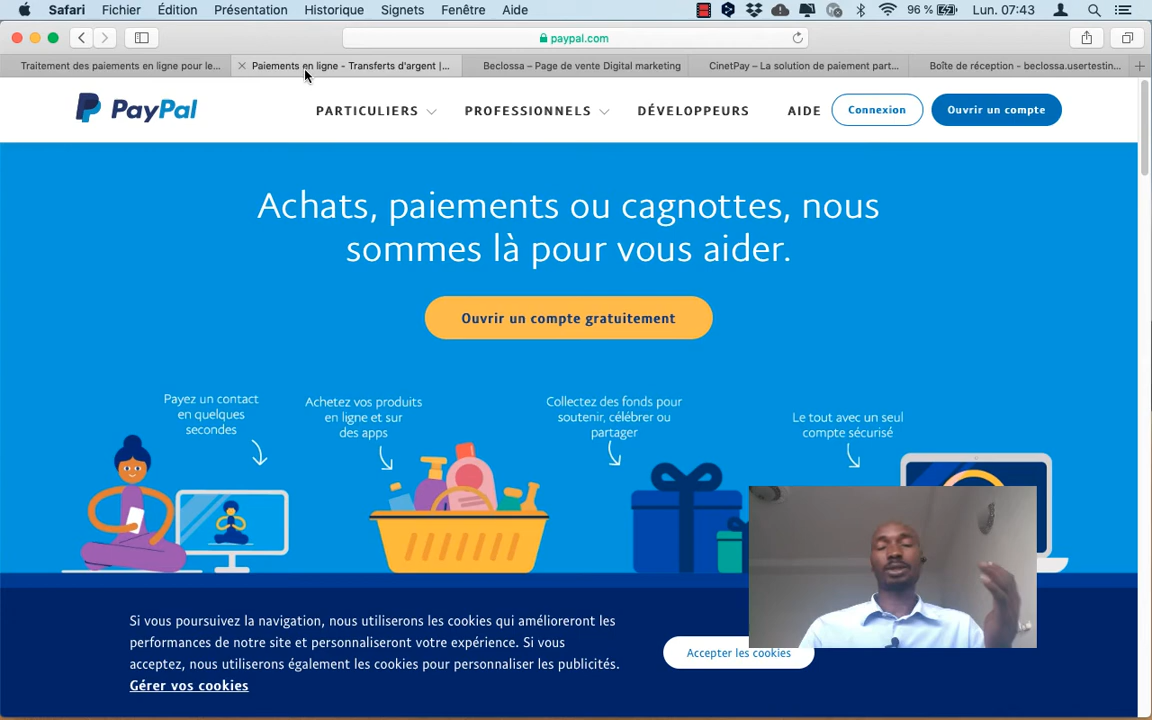 Safari Fichier Édition Présentation Historique Signets Fenêtre Aide 96 % Lun. 07:43
paypal.com
Traitement des paiements en ligne pour le... Paiements en ligne - Transferts d'argent |... Beclossa – Page de vente Digital marketing CinetPay – La solution de paiement part... Boîte de réception - beclossa.usertestin...
PayPal PARTICULIERS PROFESSIONNELS DÉVELOPPEURS AIDE Connexion Ouvrir un compte
Achats, paiements ou cagnottes, nous
sommes là pour vous aider.
Ouvrir un compte gratuitement
Payez un contact
en quelques
secondes
Achetez vos produits
en ligne et sur
des apps
Collectez des fonds pour
soutenir, célébrer ou
partager
Le tout avec un seul
compte sécurisé
Si vous poursuivez la navigation, nous utiliserons les cookies qui amélioreront les
performances de notre site et personnaliseront votre expérience. Si vous
acceptez, nous utiliserons également les cookies pour personnaliser les publicités.
Gérer vos cookies
Accepter les cookies